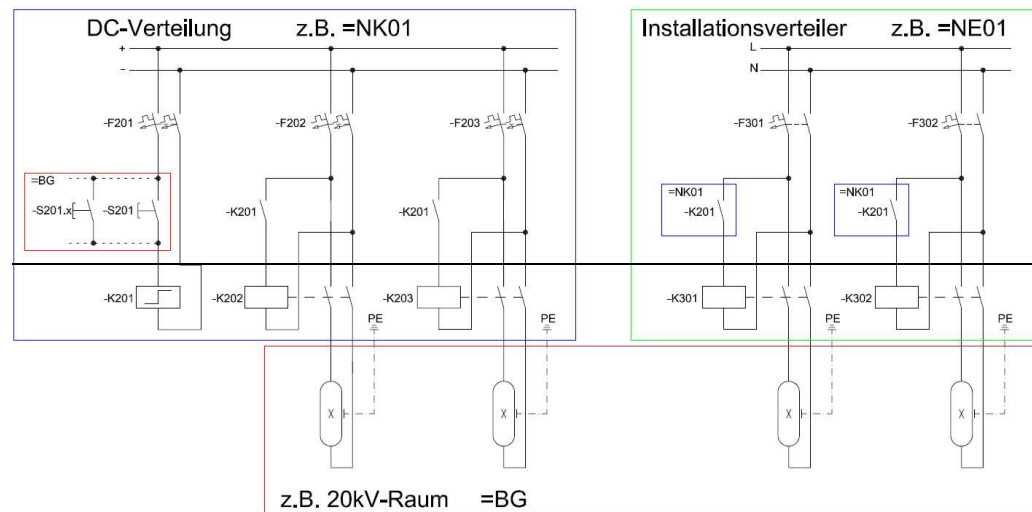 DC-Verteilung z.B. =NK01 Installationsverteiler z.B. =NE01
+ L
- N
-F201 -F202 -F203 -F301 -F302
=BG =NK01 =NK01
-S201.x -S201 -K201 -K201 -K201 -K201
-K201 -K202 -K203 -K301 -K302
PE PE PE PE
X X X X
z.B. 20kV-Raum =BG